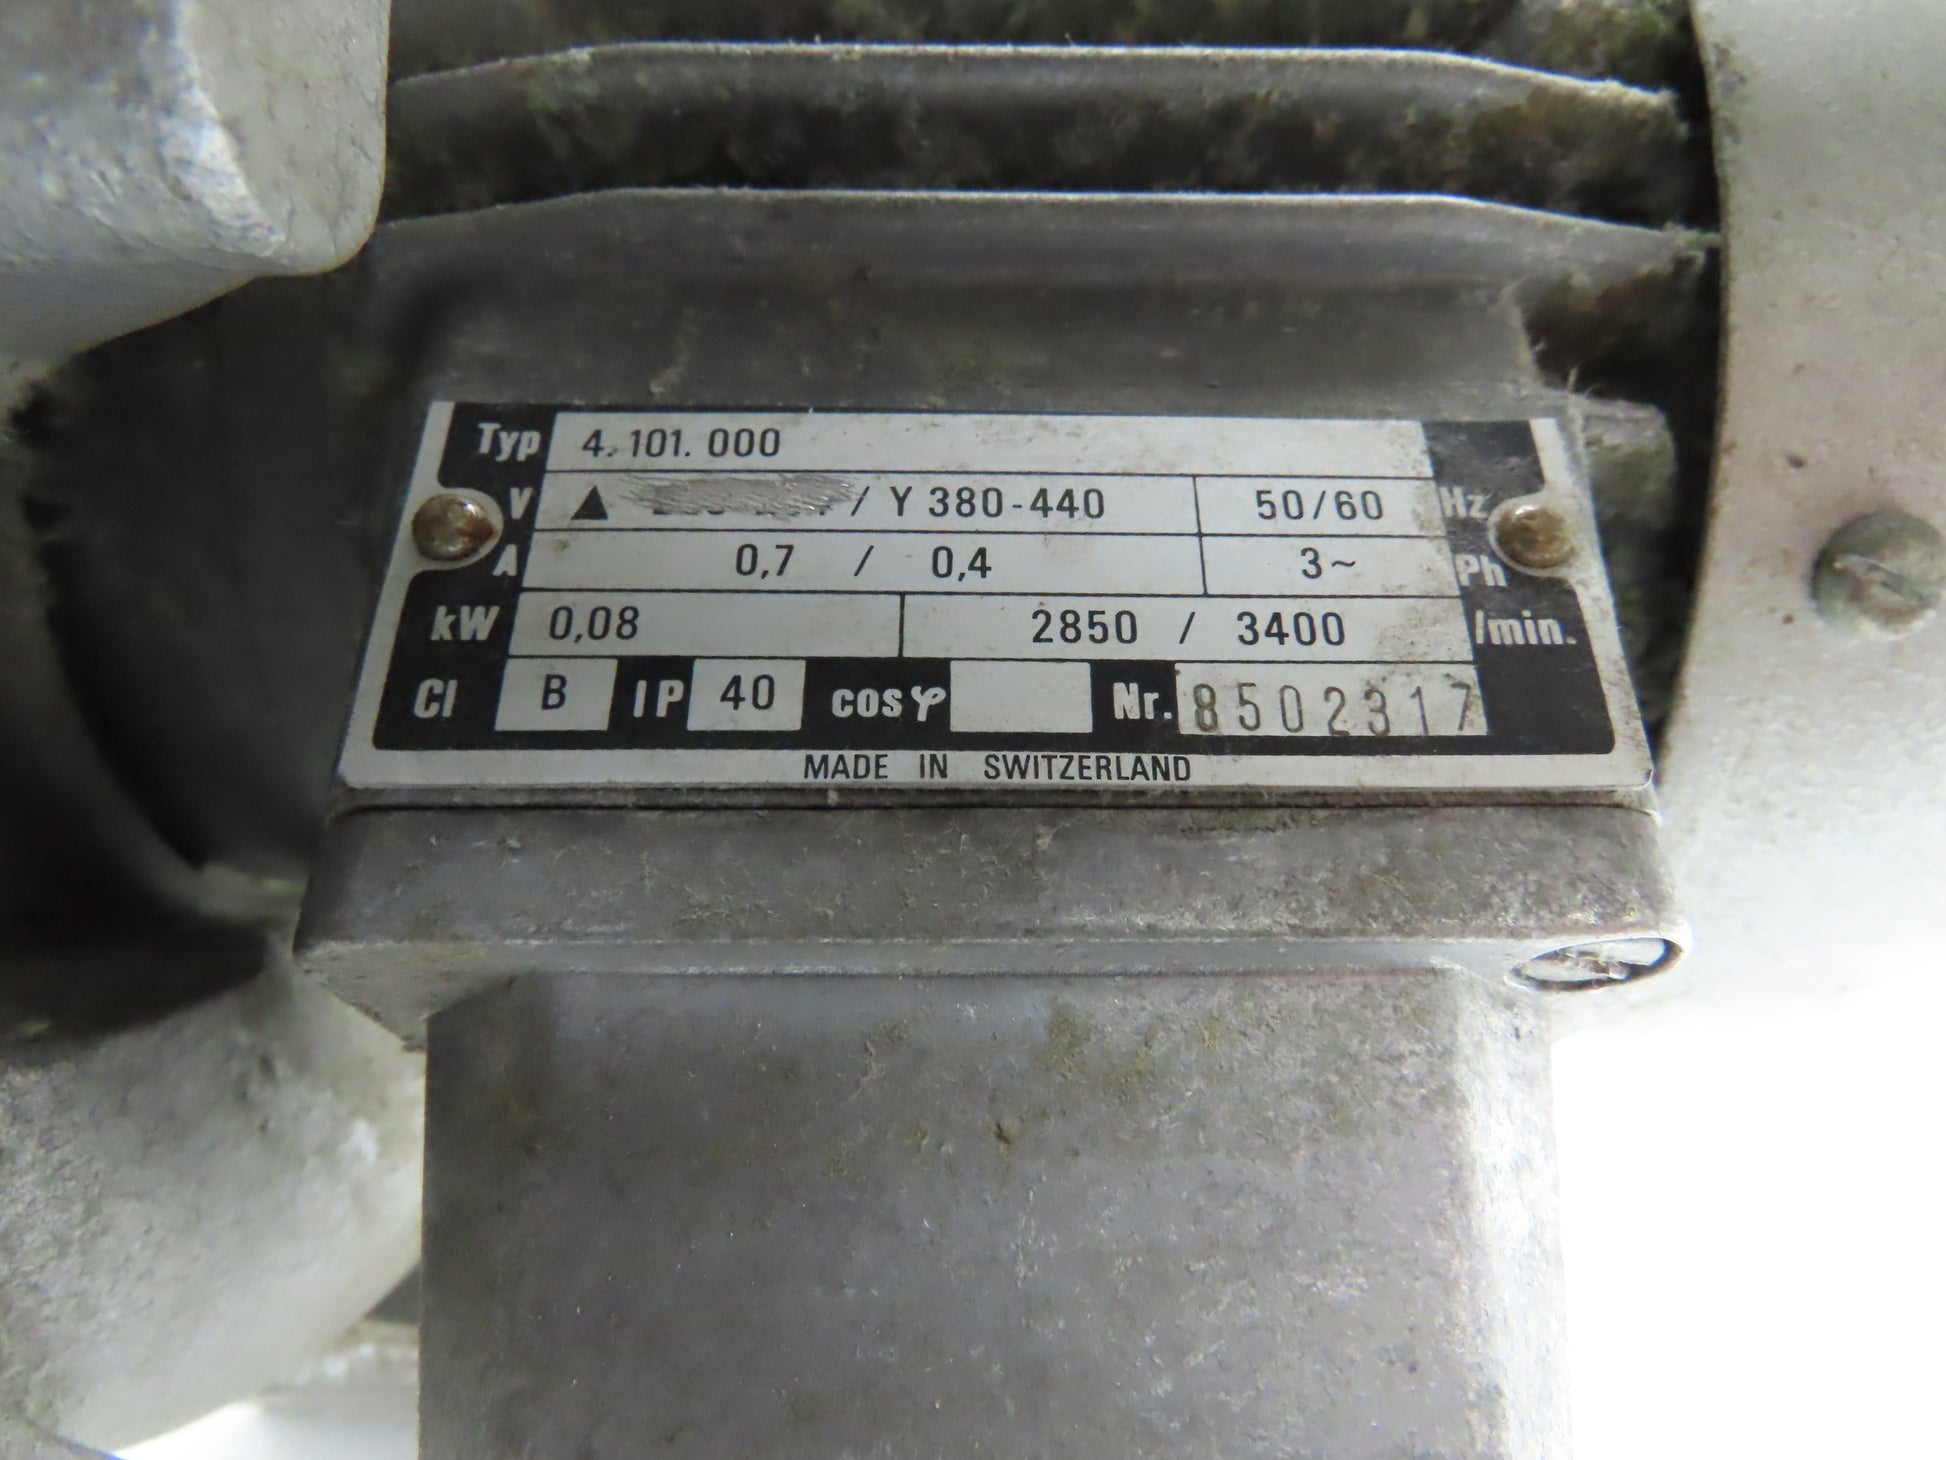 Typ 4. 101. 000
V ▲ / Y 380-440 50/60 Hz
A 0,7 / 0,4 3~ Ph
kW 0,08 2850 / 3400 /min.
Cl B IP 40 cosφ Nr. 8502317
MADE IN SWITZERLAND